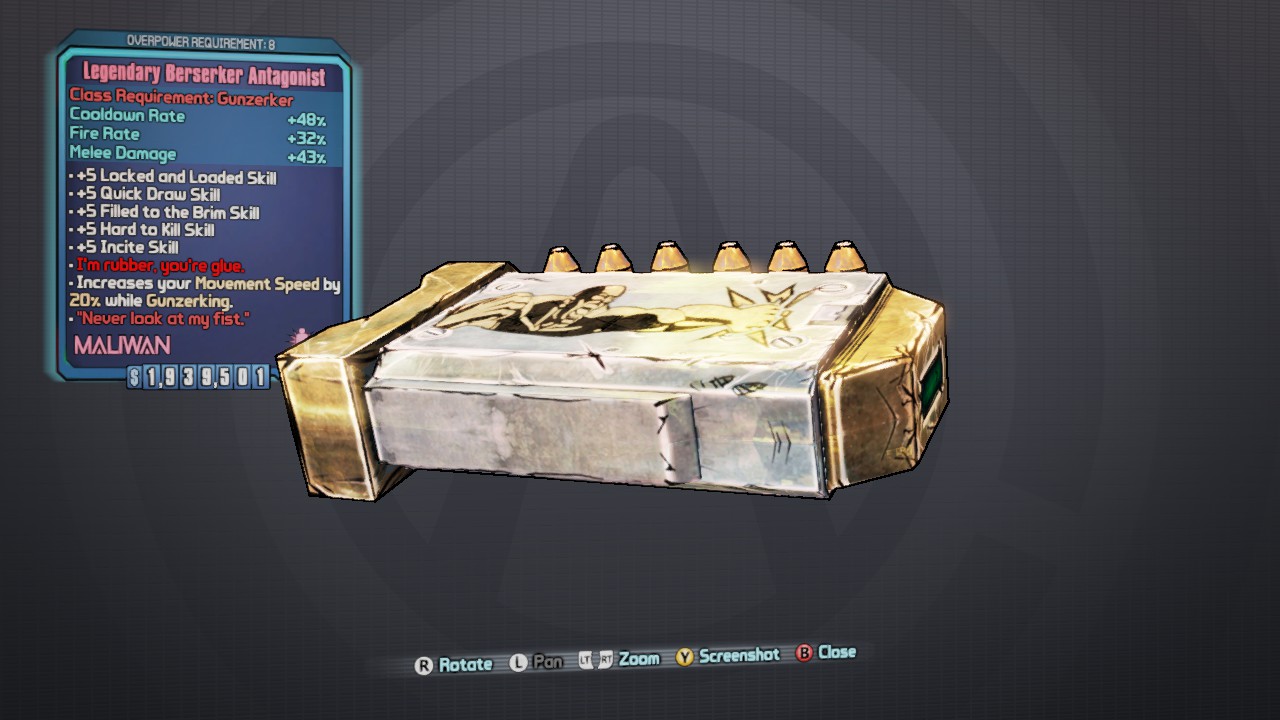 OVERPOWER REQUIREMENT: 8
Legendary Berserker Antagonist
Class Requirement: Gunzerker
Cooldown Rate +48%
Fire Rate +32%
Melee Damage +43%
• +5 Locked and Loaded Skill
• +5 Quick Draw Skill
• +5 Filled to the Brim Skill
• +5 Hard to Kill Skill
• +5 Incite Skill
• I'm rubber, you're glue.
• Increases your Movement Speed by
20% while Gunzerking.
• "Never look at my fist."
MALIWAN
$ 1,939,501
R Rotate L Pan LT RT Zoom Y Screenshot B Close